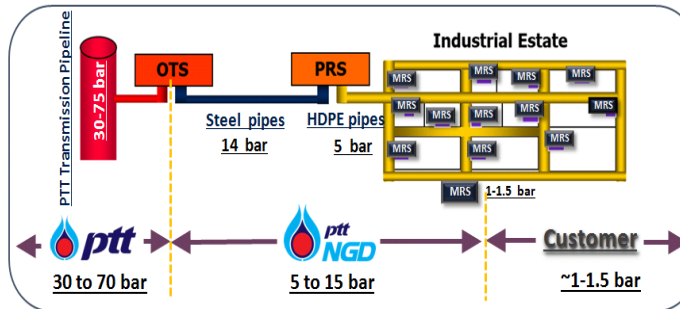 PTT Transmission Pipeline
30-75 bar
OTS
PRS
Steel pipes
14 bar
HDPE pipes
5 bar
Industrial Estate
MRS
MRS
MRS
MRS
MRS
MRS
MRS
MRS
MRS
MRS
MRS
MRS
1-1.5 bar
ptt
30 to 70 bar
ptt
NGD
5 to 15 bar
Customer
~1-1.5 bar